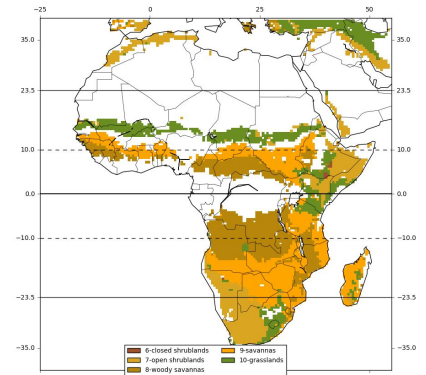 −25 0 25 50
35.0 35.0
23.5 23.5
10.0 10.0
0.0 0.0
−10.0 −10.0
−23.5 −23.5
−35.0 −35.0
6-closed shrublands 9-savannas
7-open shrublands 10-grasslands
8-woody savannas